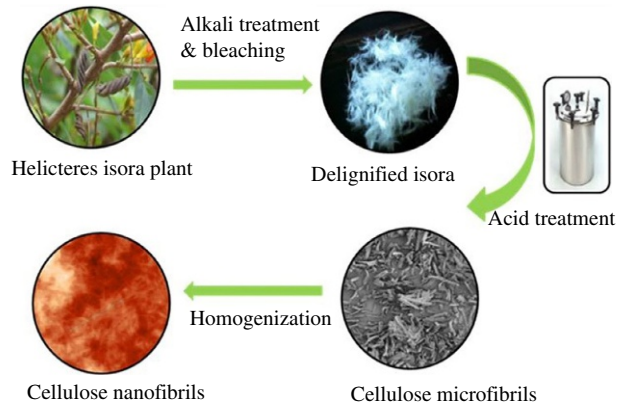 Alkali treatment
& bleaching
Helicteres isora plant
Delignified isora
Acid treatment
Homogenization
Cellulose nanofibrils
Cellulose microfibrils